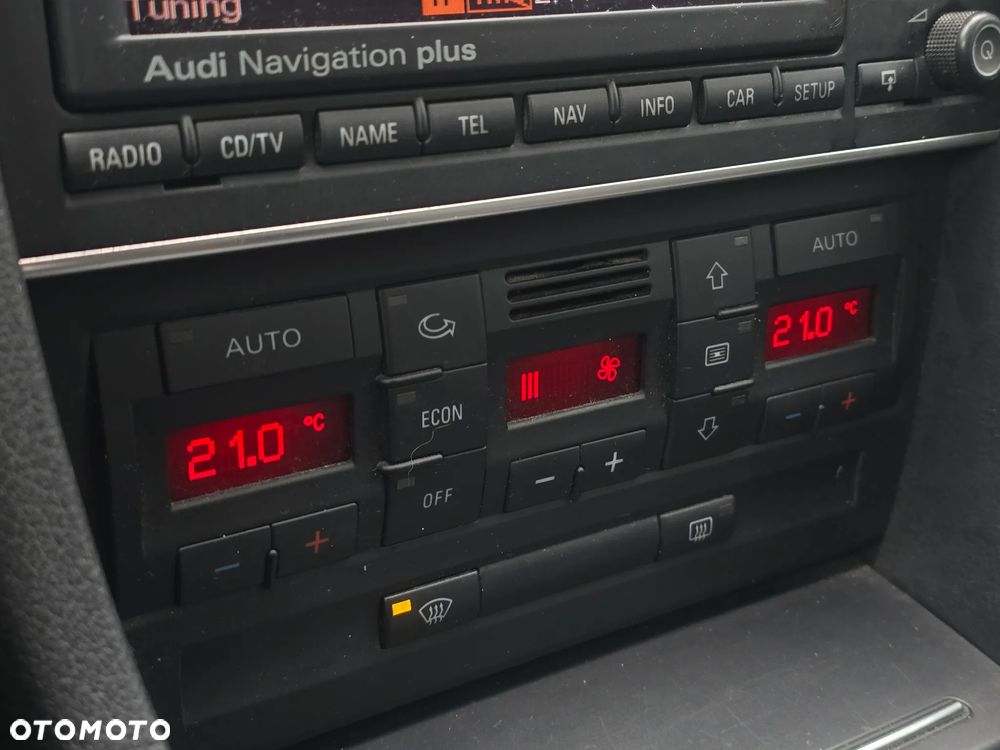 Tuning
Audi Navigation plus
RADIO CD/TV NAME TEL NAV INFO CAR SETUP
AUTO
AUTO
21.0 °C
ECON
OFF
21.0 °C
OTOMOTO